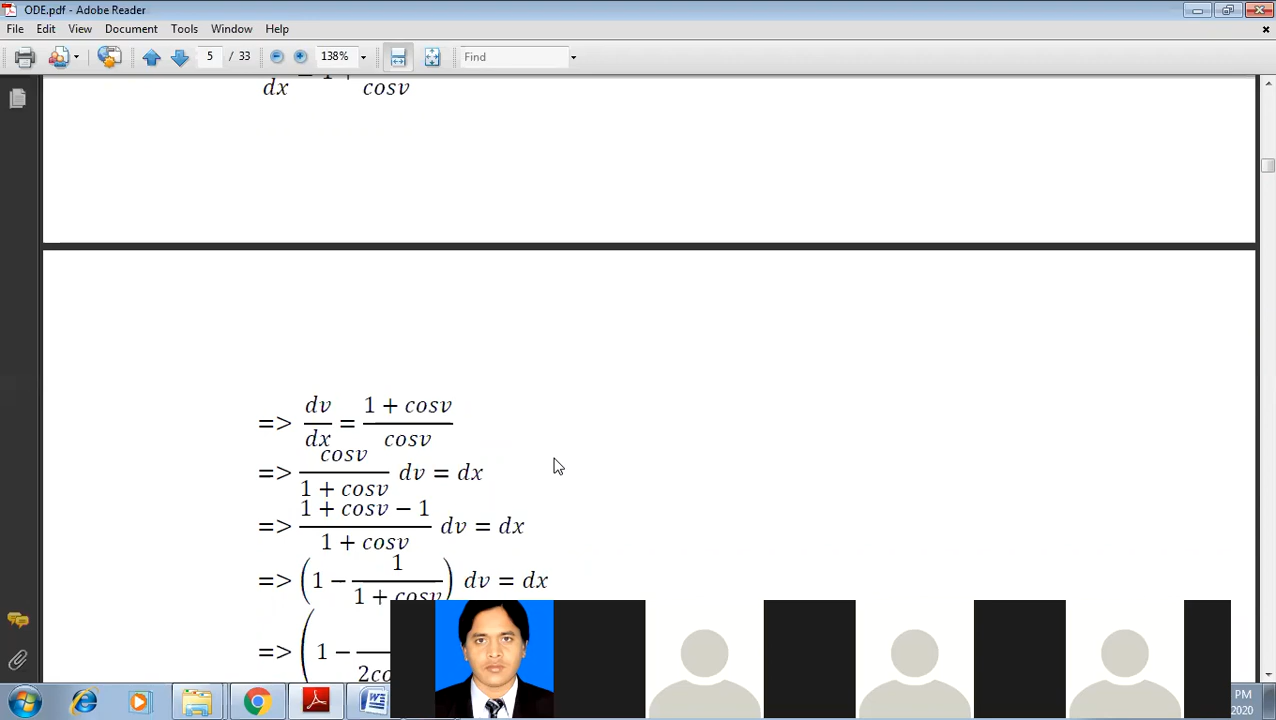 ODE.pdf - Adobe Reader
File Edit View Document Tools Window Help
5 / 33 138% Find
dx = 1 + cosv
=> dv/dx = (1 + cosv)/cosv
=> cosv/(1 + cosv) dv = dx
=> (1 + cosv − 1)/(1 + cosv) dv = dx
=> (1 − 1/(1 + cosv)) dv = dx
=> (1 −
2co
PM
2020